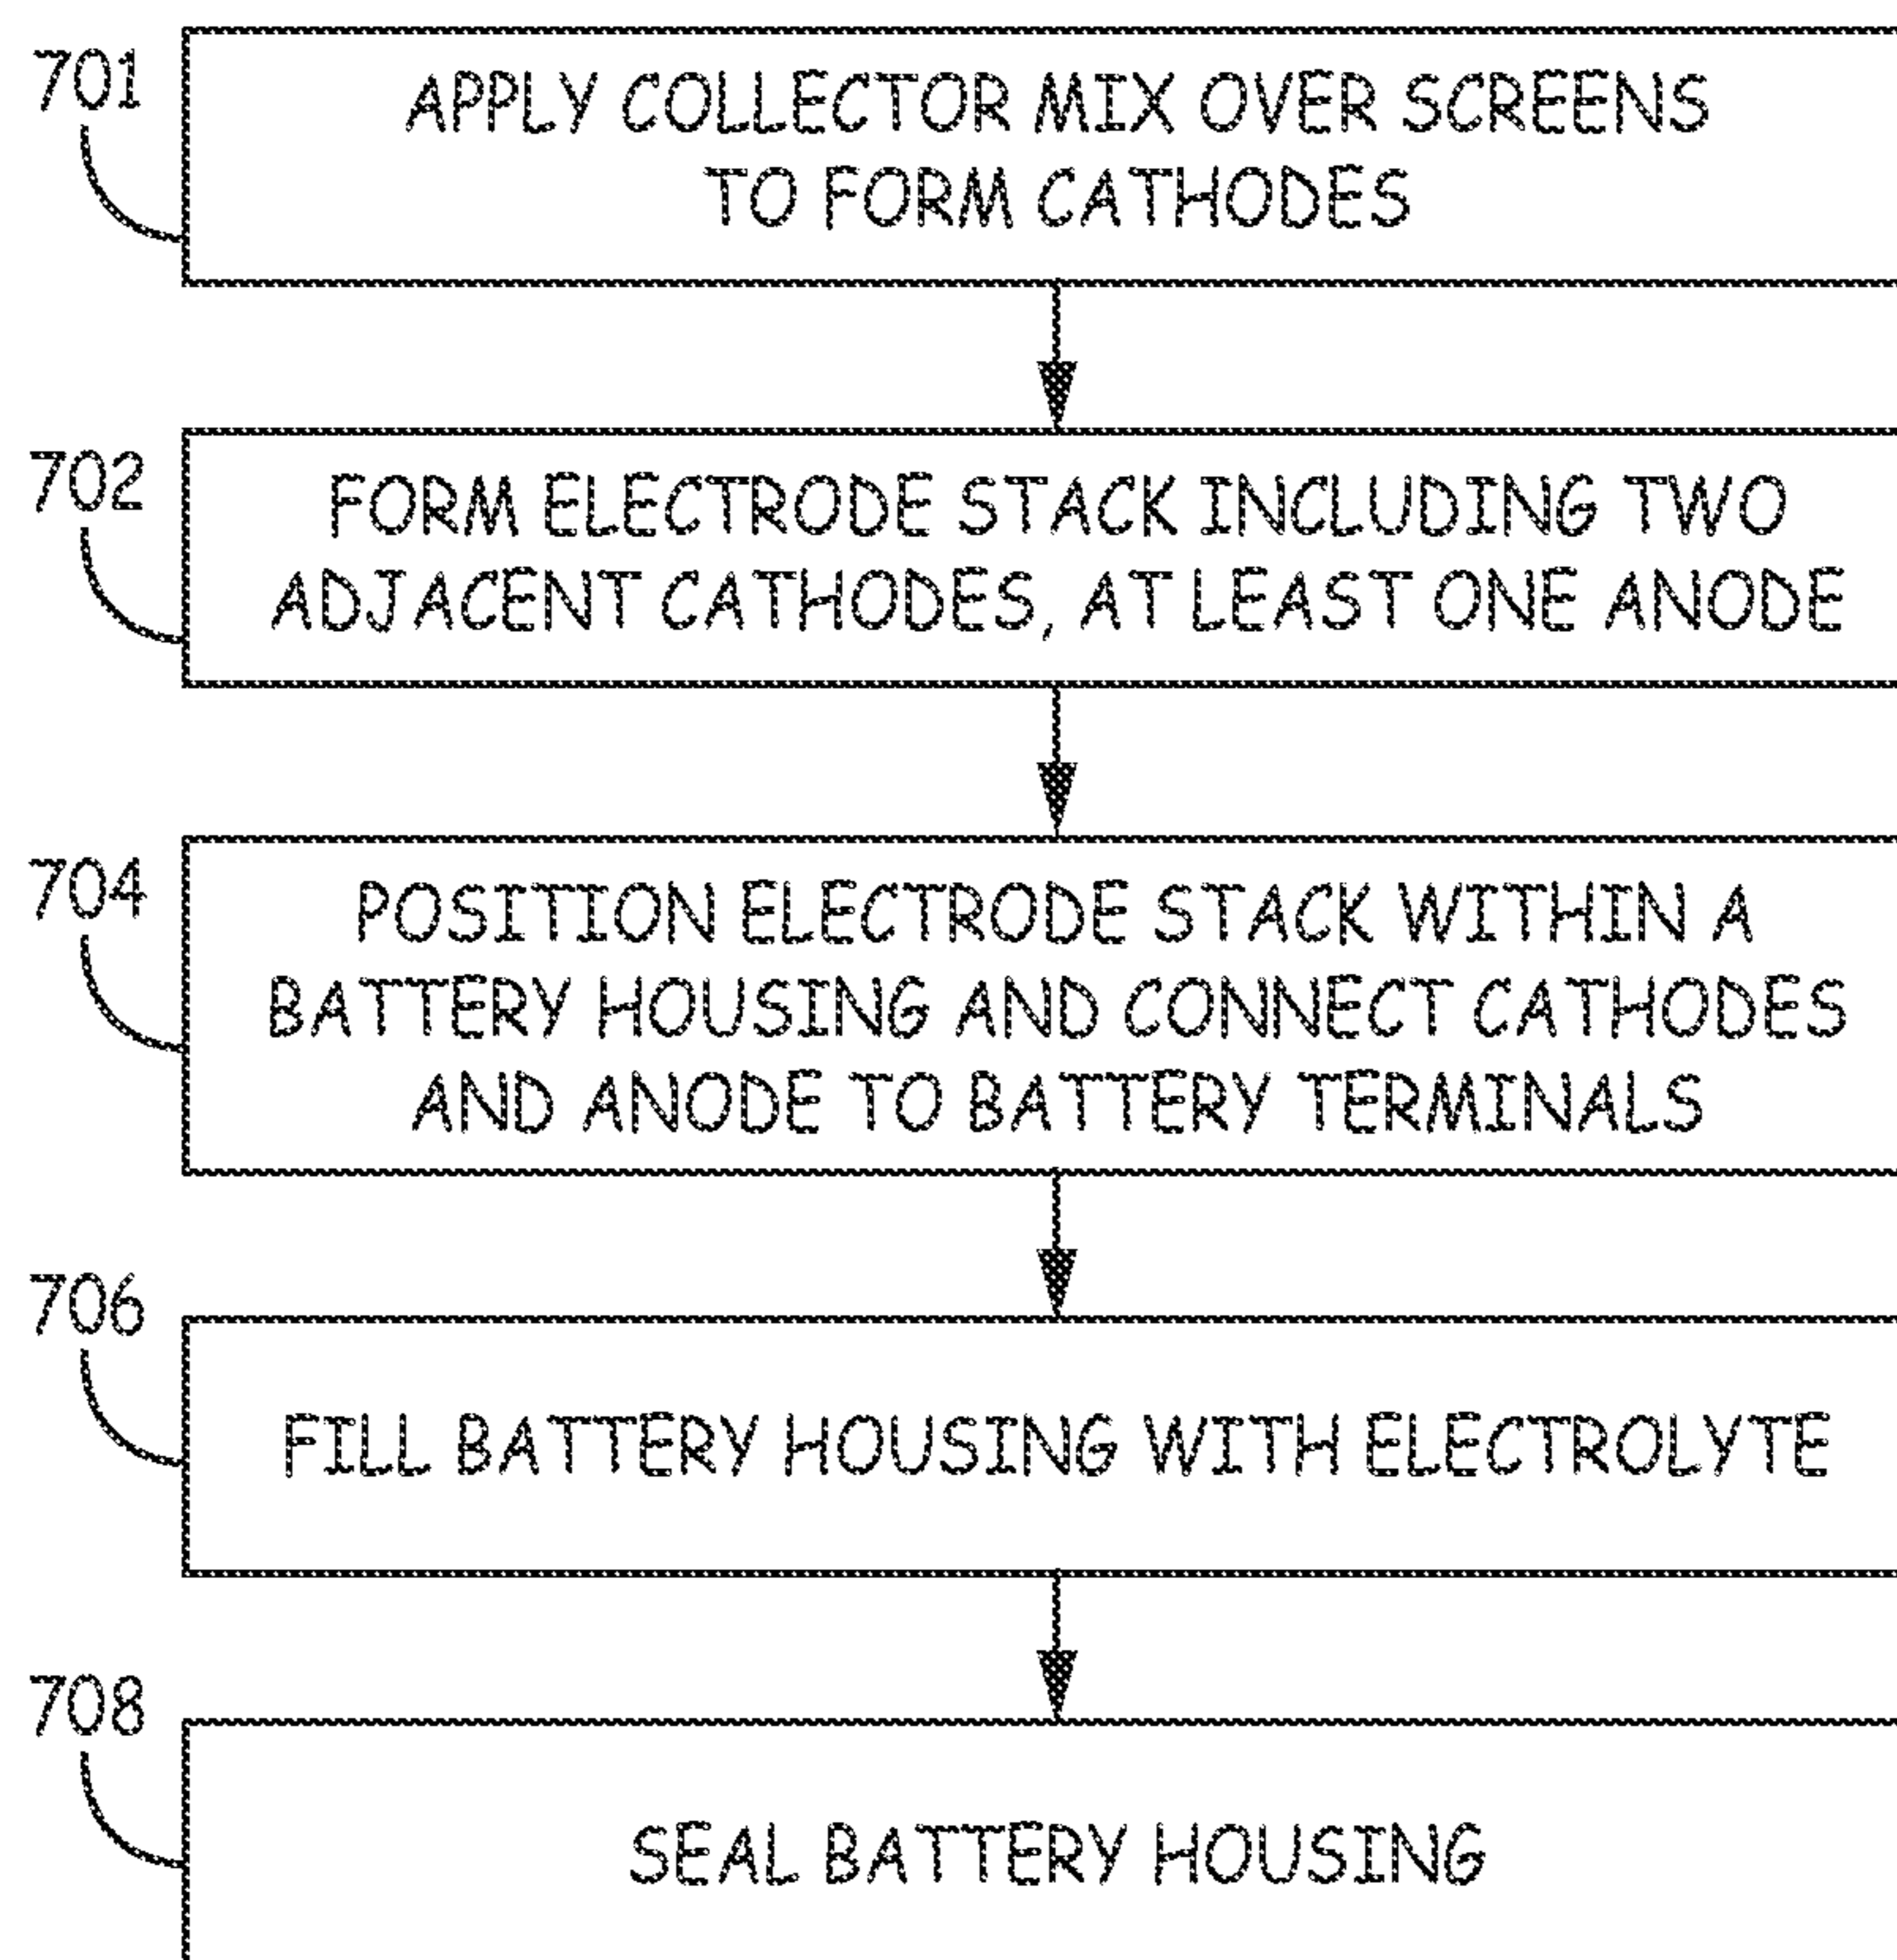 701
APPLY COLLECTOR MIX OVER SCREENS
TO FORM CATHODES
702
FORM ELECTRODE STACK INCLUDING TWO
ADJACENT CATHODES, AT LEAST ONE ANODE
704
POSITION ELECTRODE STACK WITHIN A
BATTERY HOUSING AND CONNECT CATHODES
AND ANODE TO BATTERY TERMINALS
706
FILL BATTERY HOUSING WITH ELECTROLYTE
708
SEAL BATTERY HOUSING